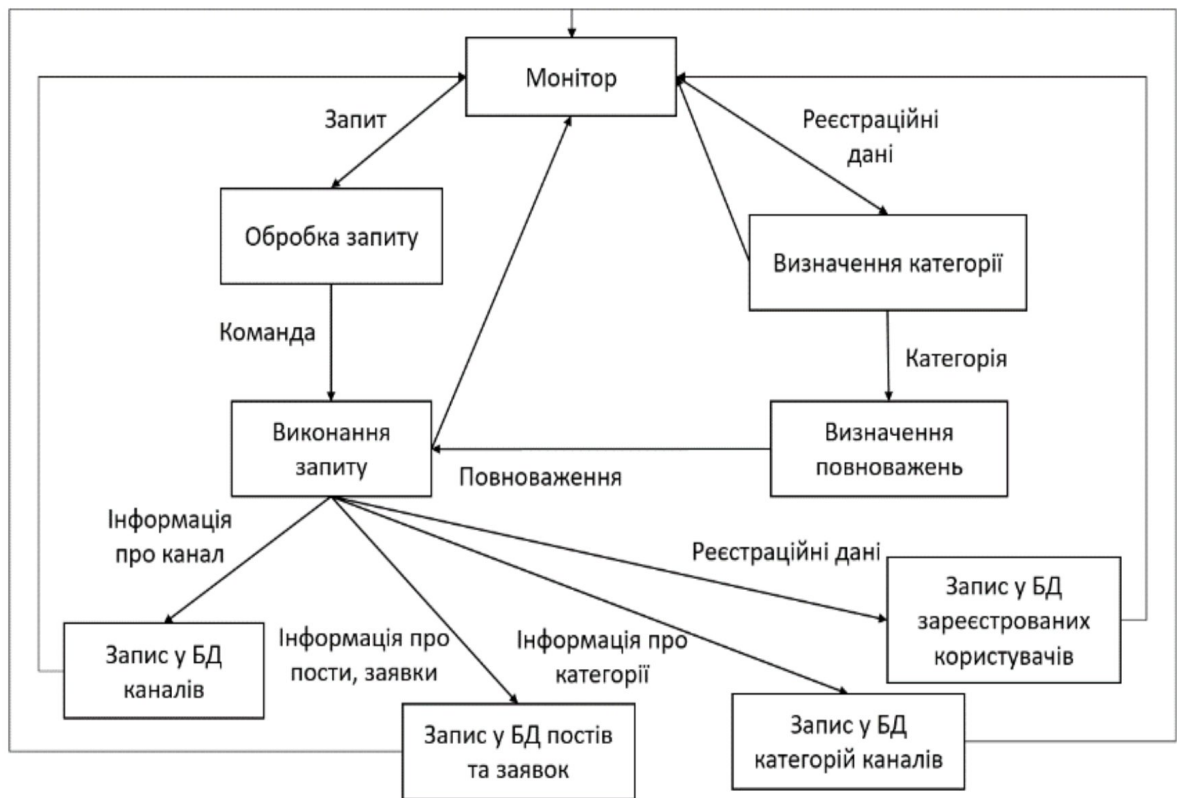 Монітор
Запит
Реєстраційні
дані
Обробка запиту
Визначення категорії
Команда
Категорія
Виконання
запиту
Визначення
повноважень
Повноваження
Інформація
про канал
Реєстраційні дані
Запис у БД
зареєстрованих
користувачів
Запис у БД
каналів
Інформація про
пости, заявки
Інформація про
категорії
Запис у БД постів
та заявок
Запис у БД
категорій каналів